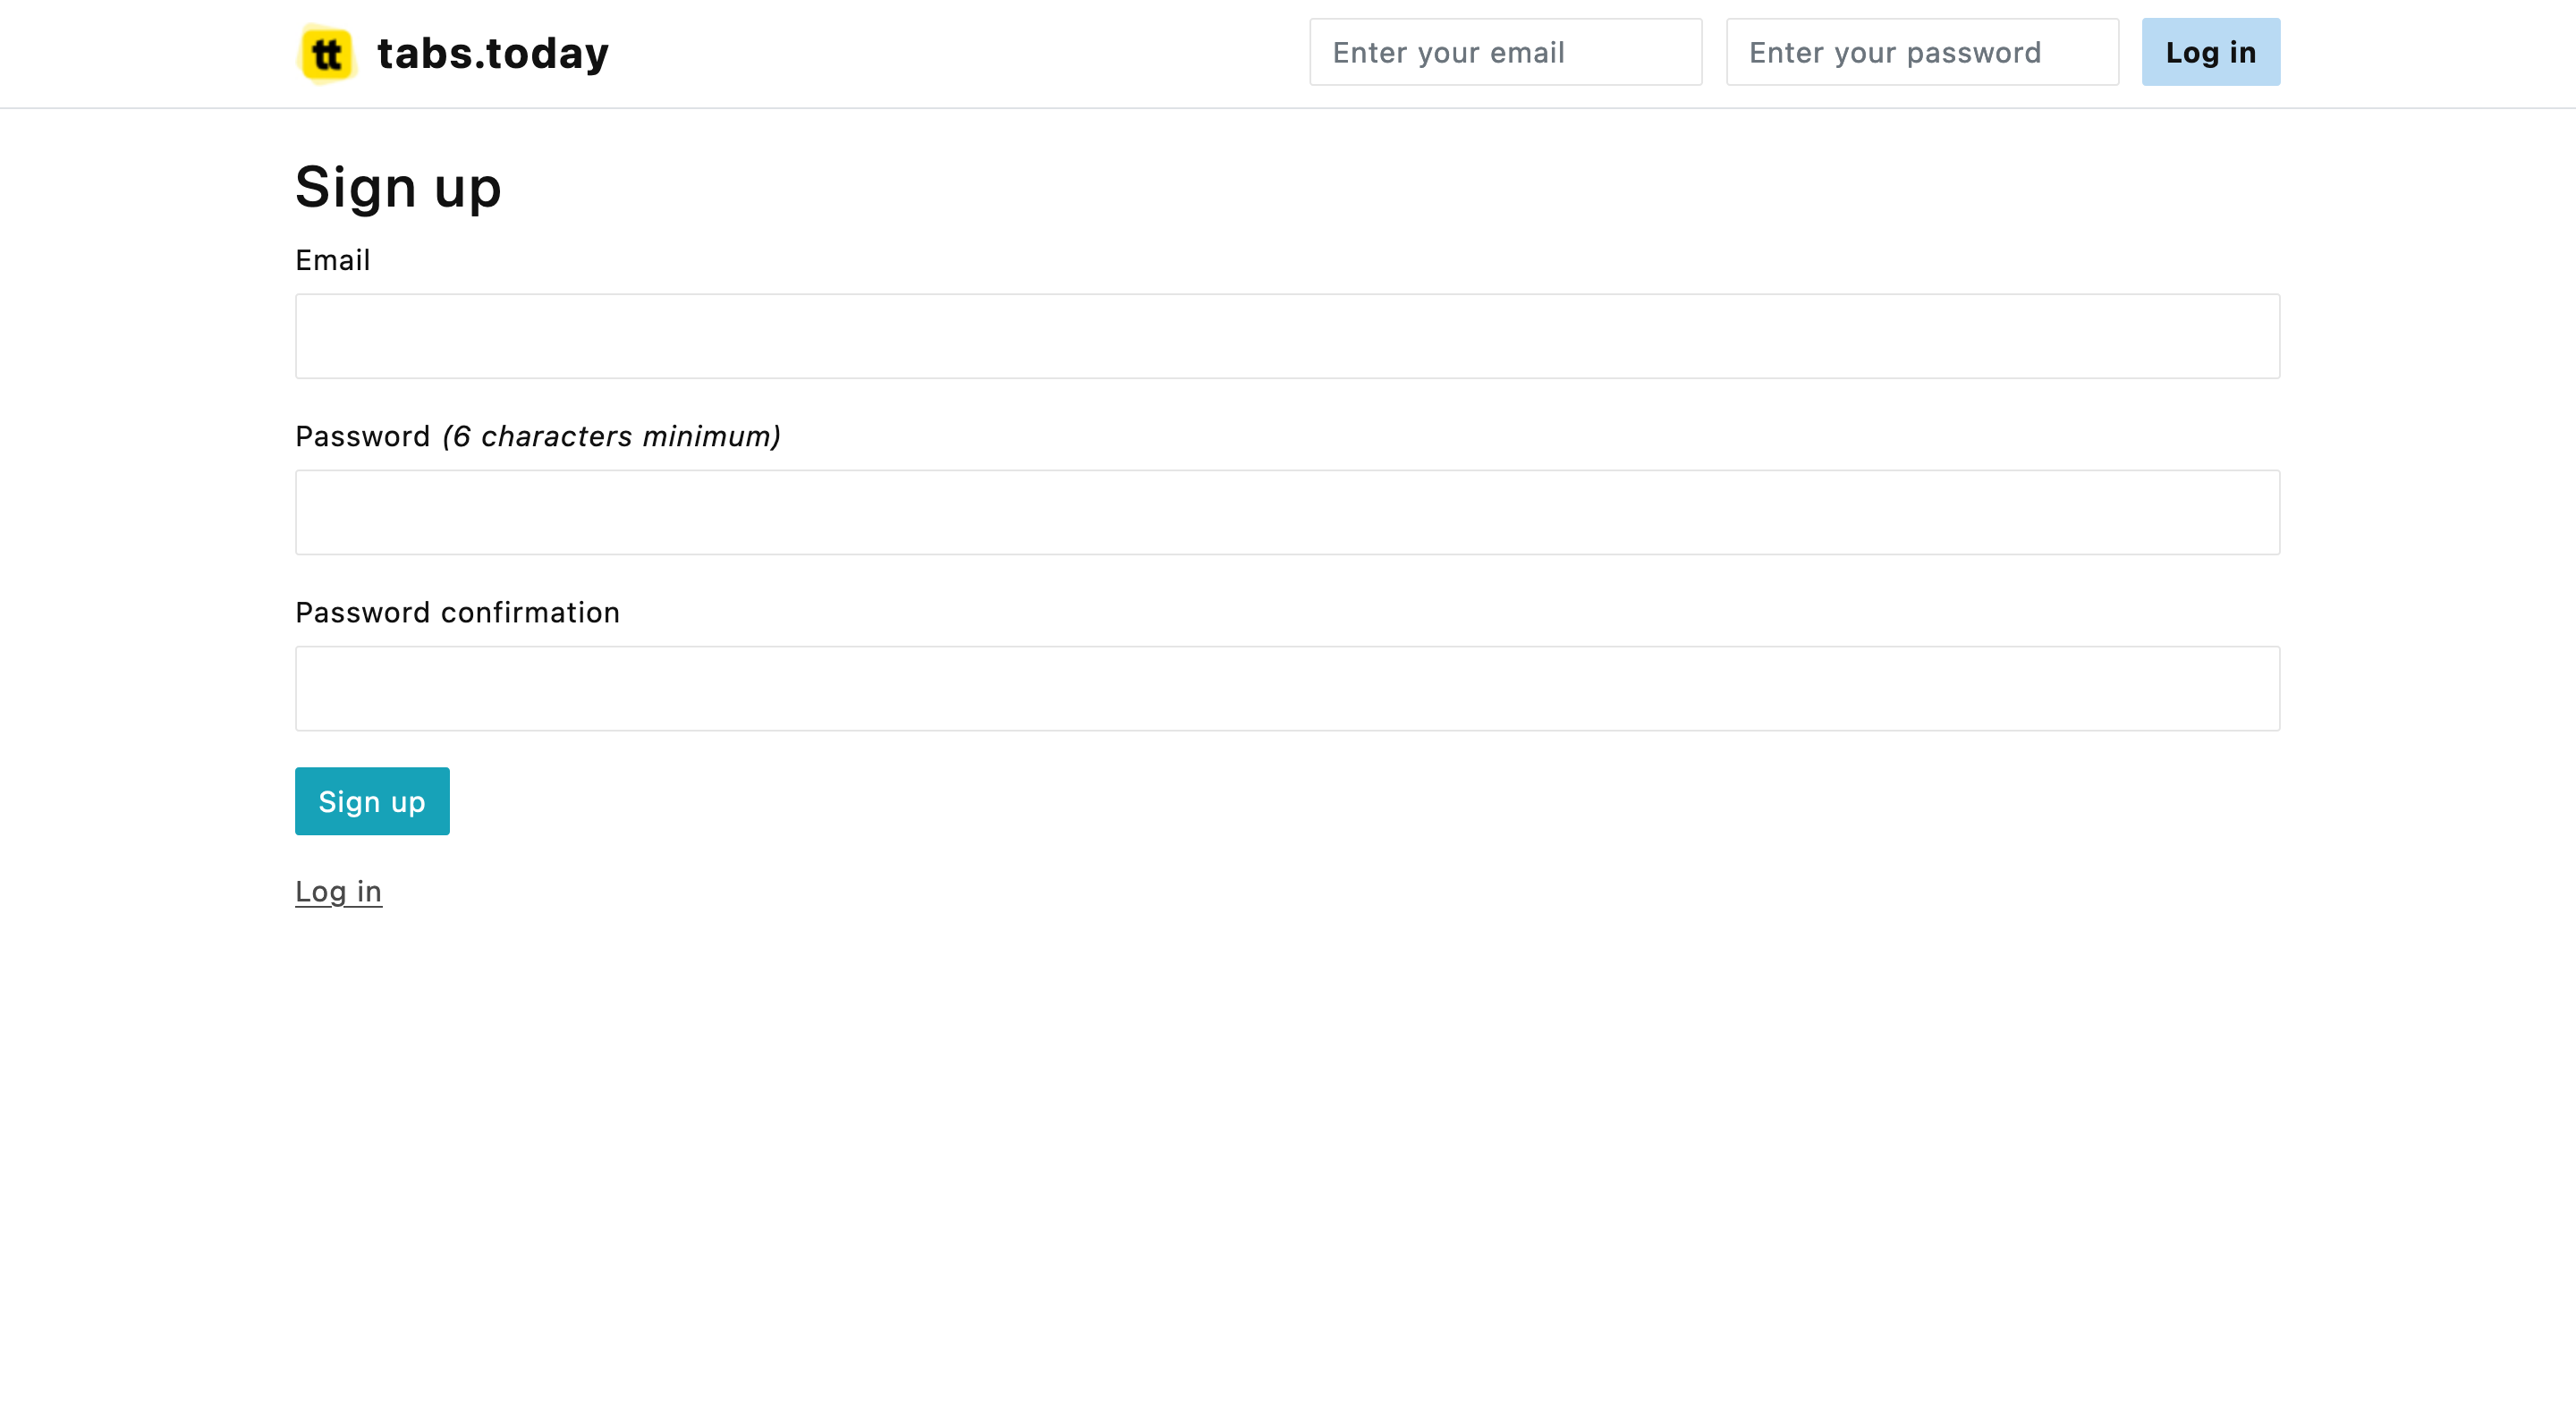 tt tabs.today Enter your email Enter your password Log in
Sign up
Email
Password (6 characters minimum)
Password confirmation
Sign up
Log in